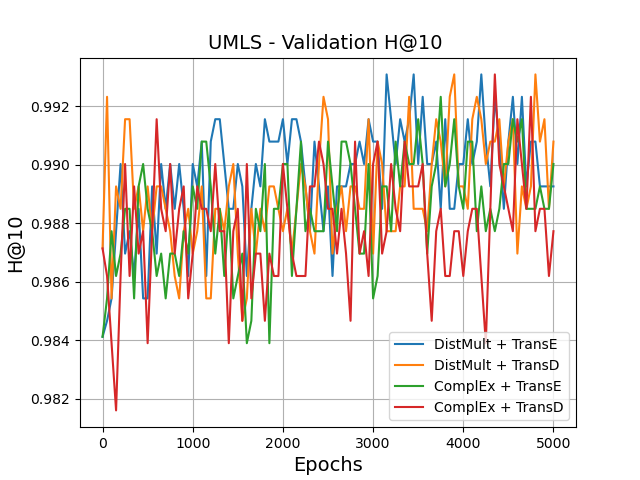 UMLS - Validation H@10
H@10
0.992
0.990
0.988
0.986
0.984
0.982
DistMult + TransE
DistMult + TransD
ComplEx + TransE
ComplEx + TransD
0
1000
2000
3000
4000
5000
Epochs